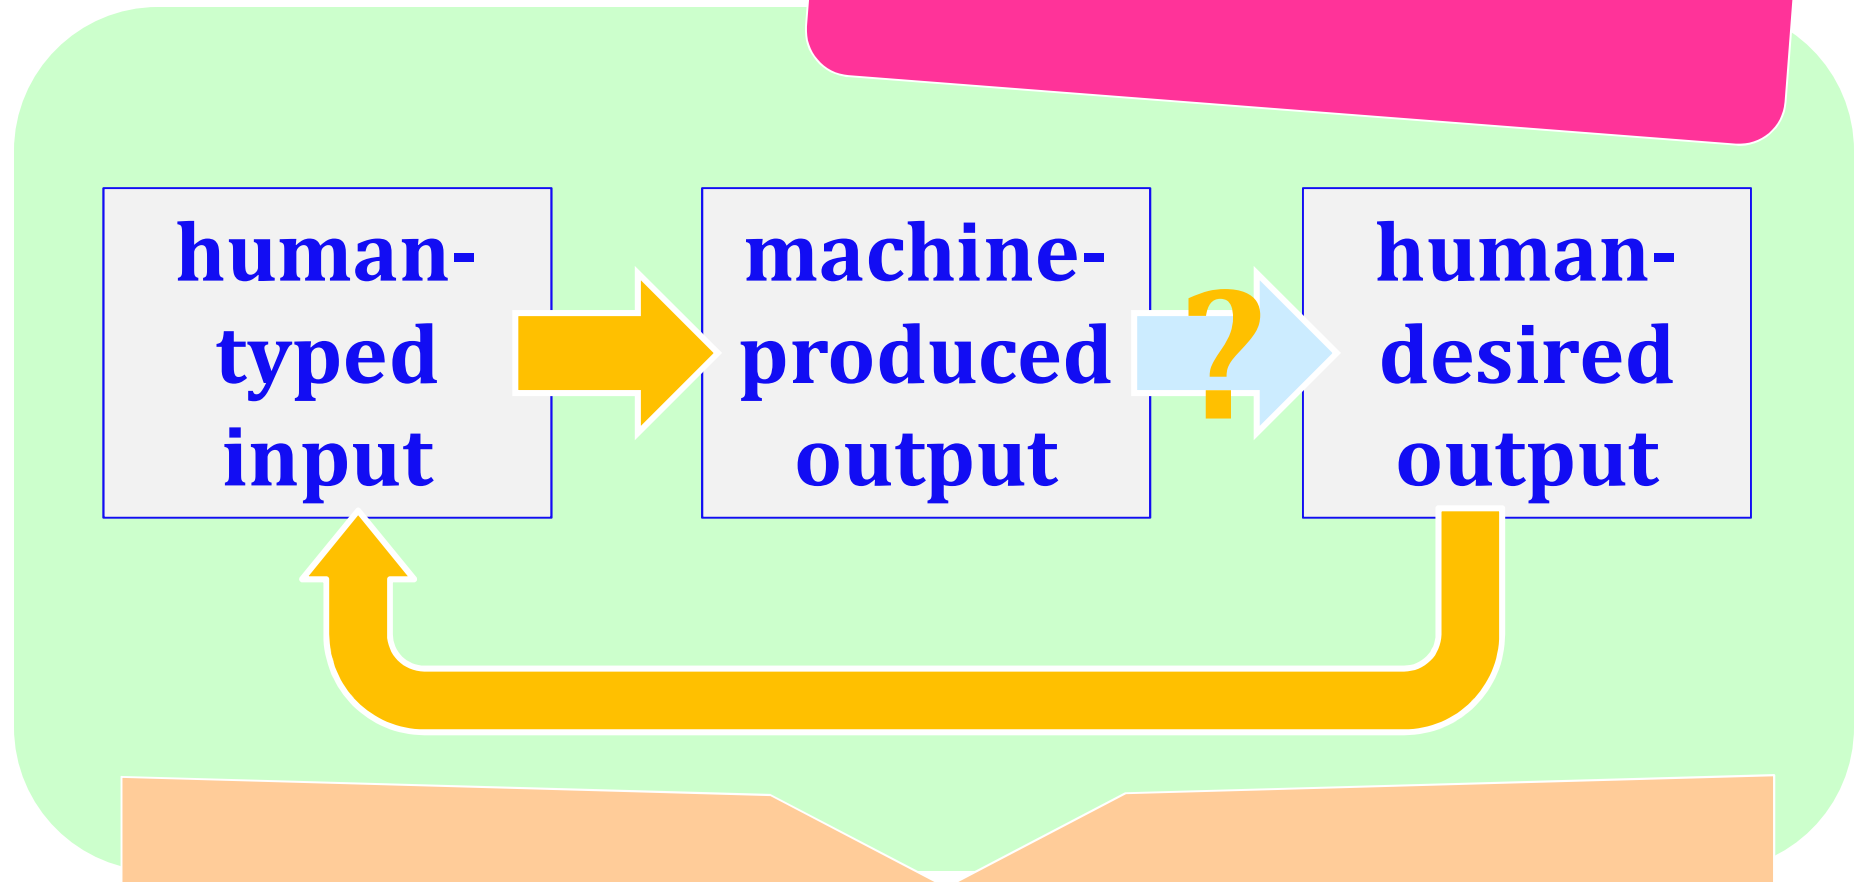 human-
typed
input
machine-
produced
output
?
human-
desired
output